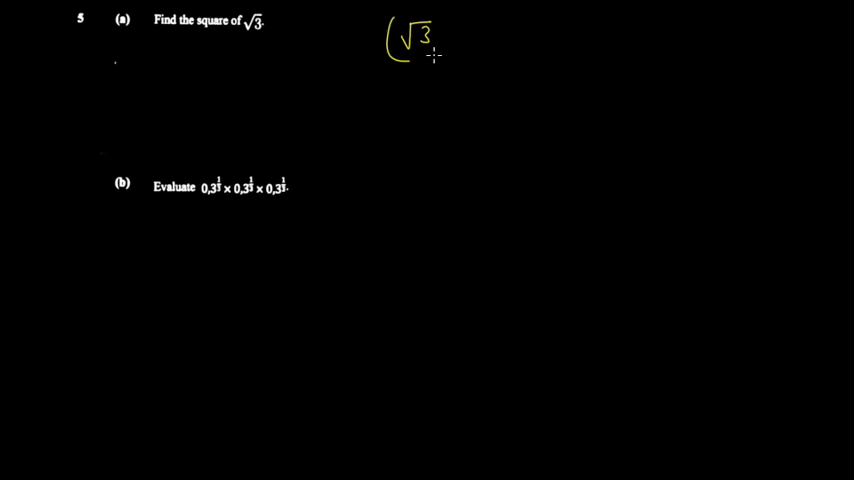 5 (a) Find the square of √3.
(√3
(b) Evaluate 0,3^{1/3} × 0,3^{1/3} × 0,3^{1/3}.